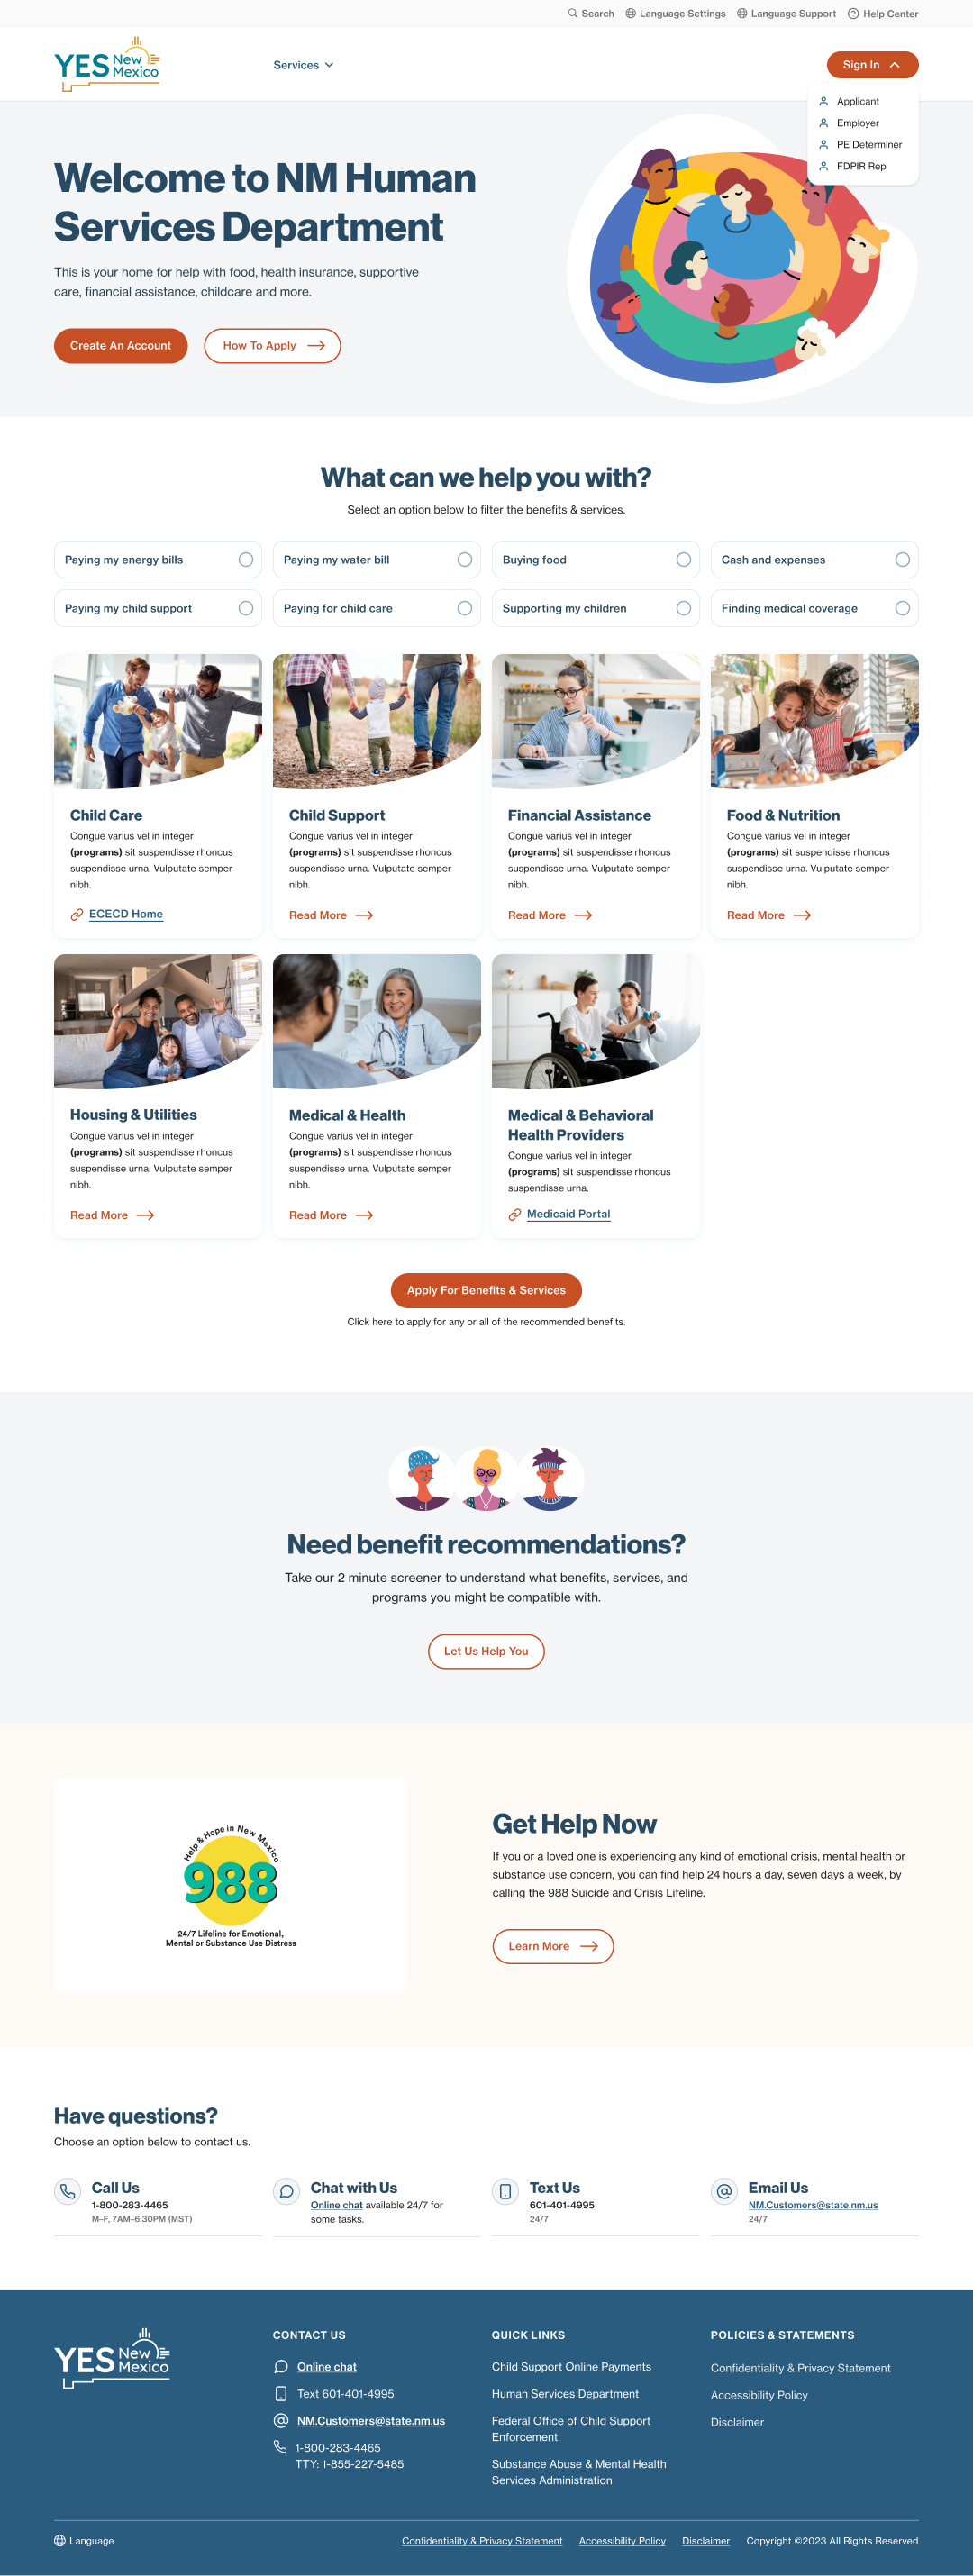 Search
Language Settings
Language Support
Help Center
YES New Mexico
Services
Sign In
Applicant
Employer
PE Determiner
FDPIR Rep
Welcome to NM Human
Services Department
This is your home for help with food, health insurance, supportive
care, financial assistance, childcare and more.
Create An Account
How To Apply
What can we help you with?
Select an option below to filter the benefits & services.
Paying my energy bills
Paying my water bill
Buying food
Cash and expenses
Paying my child support
Paying for child care
Supporting my children
Finding medical coverage
Child Care
Congue varius vel in integer
(programs) sit suspendisse rhoncus
suspendisse urna. Vulputate semper
nibh.
ECECD Home
Child Support
Congue varius vel in integer
(programs) sit suspendisse rhoncus
suspendisse urna. Vulputate semper
nibh.
Read More
Financial Assistance
Congue varius vel in integer
(programs) sit suspendisse rhoncus
suspendisse urna. Vulputate semper
nibh.
Read More
Food & Nutrition
Congue varius vel in integer
(programs) sit suspendisse rhoncus
suspendisse urna. Vulputate semper
nibh.
Read More
Housing & Utilities
Congue varius vel in integer
(programs) sit suspendisse rhoncus
suspendisse urna. Vulputate semper
nibh.
Read More
Medical & Health
Congue varius vel in integer
(programs) sit suspendisse rhoncus
suspendisse urna. Vulputate semper
nibh.
Read More
Medical & Behavioral
Health Providers
Congue varius vel in integer
(programs) sit suspendisse rhoncus
suspendisse urna.
Medicaid Portal
Apply For Benefits & Services
Click here to apply for any or all of the recommended benefits.
Need benefit recommendations?
Take our 2 minute screener to understand what benefits, services, and
programs you might be compatible with.
Let Us Help You
Help & Hope in New Mexico
988
24/7 Lifeline for Emotional,
Mental or Substance Use Distress
Get Help Now
If you or a loved one is experiencing any kind of emotional crisis, mental health or
substance use concern, you can find help 24 hours a day, seven days a week, by
calling the 988 Suicide and Crisis Lifeline.
Learn More
Have questions?
Choose an option below to contact us.
Call Us
1-800-283-4465
M–F, 7AM–6:30PM (MST)
Chat with Us
Online chat available 24/7 for
some tasks.
Text Us
601-401-4995
24/7
Email Us
NM.Customers@state.nm.us
24/7
YES New Mexico
CONTACT US
Online chat
Text 601-401-4995
NM.Customers@state.nm.us
1-800-283-4465
TTY: 1-855-227-5485
QUICK LINKS
Child Support Online Payments
Human Services Department
Federal Office of Child Support
Enforcement
Substance Abuse & Mental Health
Services Administration
POLICIES & STATEMENTS
Confidentiality & Privacy Statement
Accessibility Policy
Disclaimer
Language
Confidentiality & Privacy Statement
Accessibility Policy
Disclaimer
Copyright ©2023 All Rights Reserved